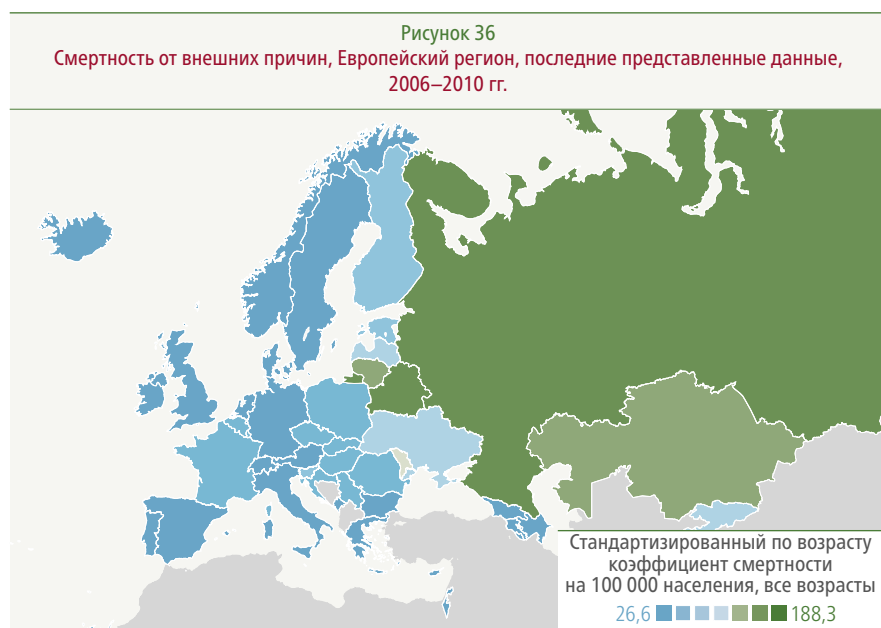 Рисунок 36
Смертность от внешних причин, Европейский регион, последние представленные данные,
2006–2010 гг.
Стандартизированный по возрасту
коэффициент смертности
на 100 000 населения, все возрасты
26,6 188,3